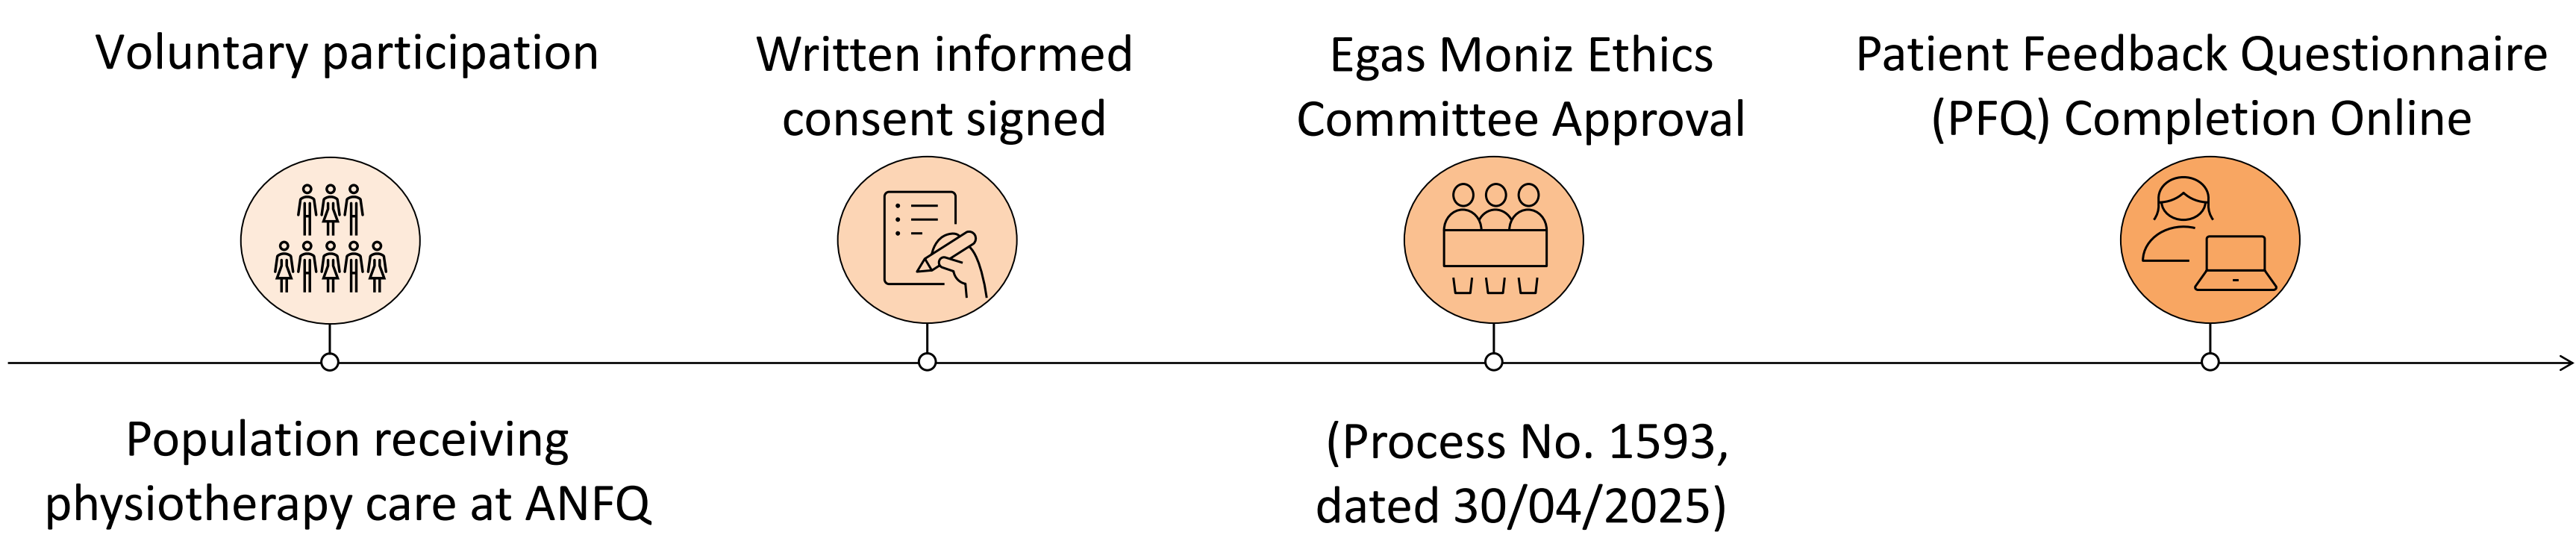 Voluntary participation
Written informed
consent signed
Egas Moniz Ethics
Committee Approval
Patient Feedback Questionnaire
(PFQ) Completion Online
Population receiving
physiotherapy care at ANFQ
(Process No. 1593,
dated 30/04/2025)